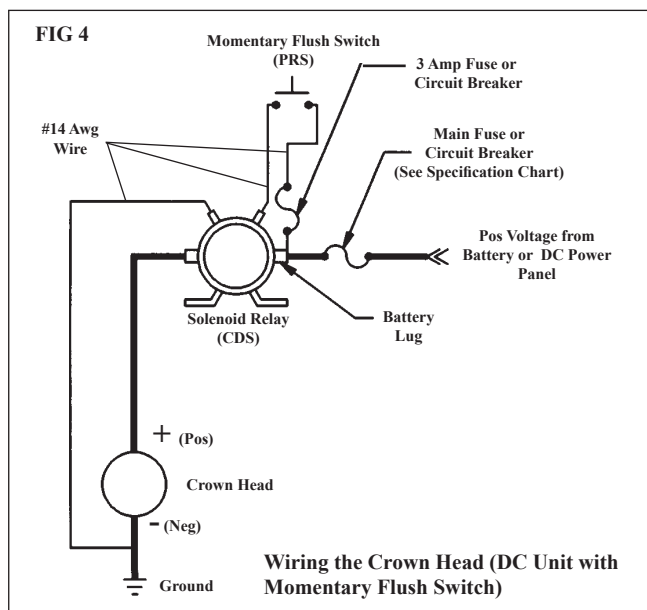 FIG 4
Momentary Flush Switch
(PRS)
3 Amp Fuse or
Circuit Breaker
#14 Awg
Wire
Main Fuse or
Circuit Breaker
(See Specification Chart)
Pos Voltage from
Battery or DC Power
Panel
Solenoid Relay
(CDS)
Battery
Lug
+ (Pos)
Crown Head
- (Neg)
Ground
Wiring the Crown Head (DC Unit with
Momentary Flush Switch)